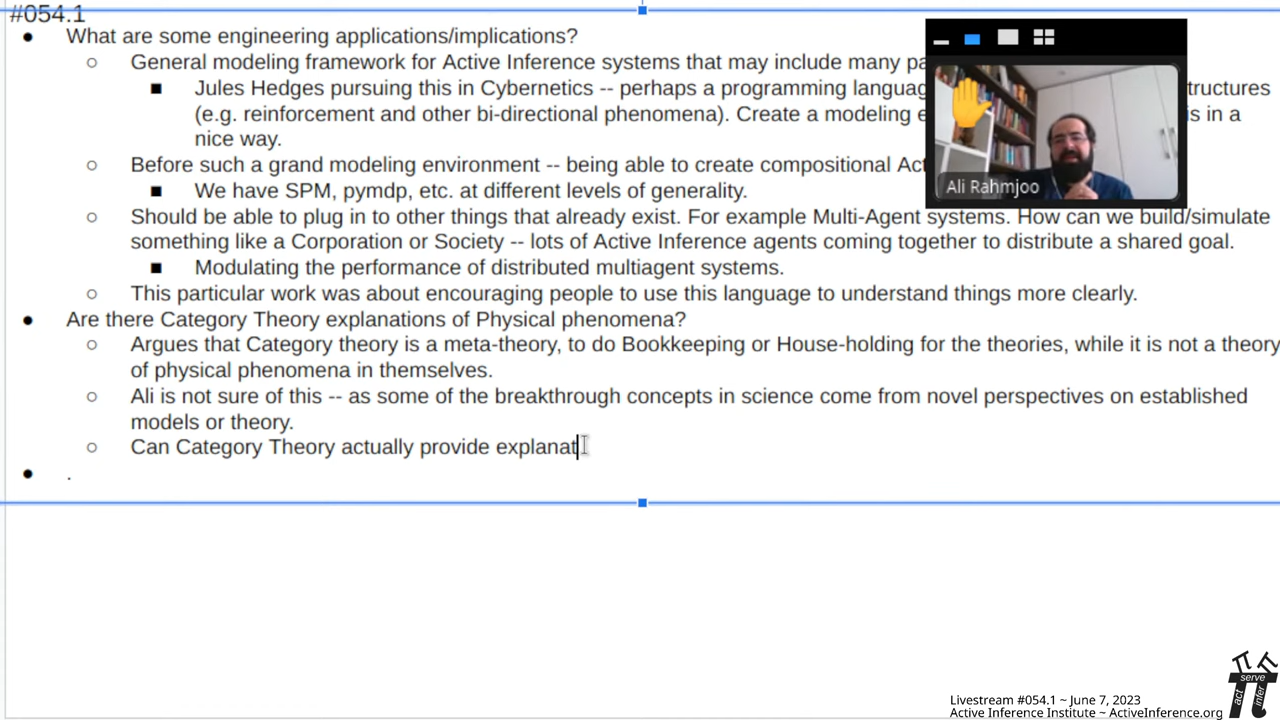 #054.1
● What are some engineering applications/implications?
○ General modeling framework for Active Inference systems that may include many
■ Jules Hedges pursuing this in Cybernetics -- perhaps a programming tructures
(e.g. reinforcement and other bi-directional phenomena). Create a modeling is in a
nice way.
○ Before such a grand modeling environment -- being able to create compositional
■ We have SPM, pymdp, etc. at different levels of generality.
○ Should be able to plug in to other things that already exist. For example Multi-Agent systems. How can we build/simulate
something like a Corporation or Society -- lots of Active Inference agents coming together to distribute a shared goal.
■ Modulating the performance of distributed multiagent systems.
○ This particular work was about encouraging people to use this language to understand things more clearly.
● Are there Category Theory explanations of Physical phenomena?
○ Argues that Category theory is a meta-theory, to do Bookkeeping or House-holding for the theories, while it is not a theory
of physical phenomena in themselves.
○ Ali is not sure of this -- as some of the breakthrough concepts in science come from novel perspectives on established
models or theory.
○ Can Category Theory actually provide explanat
● .
Ali Rahmjoo
Livestream #054.1 ~ June 7, 2023
Active Inference Institute ~ ActiveInference.org
serve
act
infer